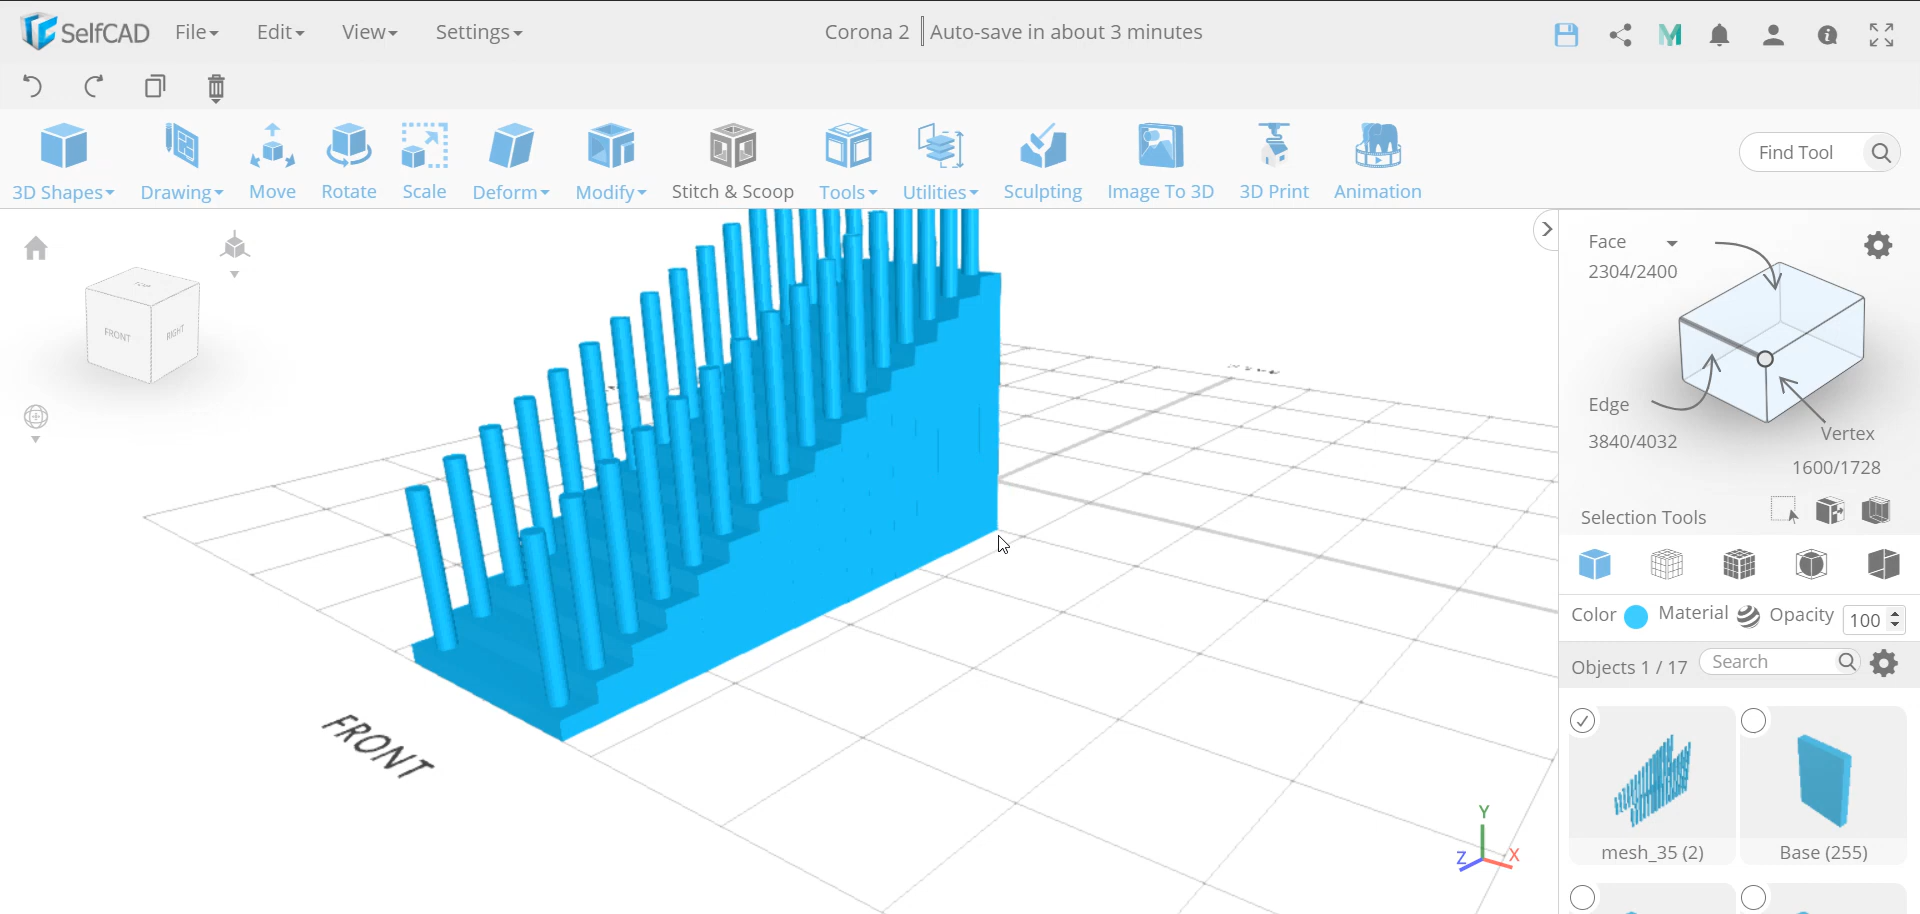 SelfCAD File Edit View Settings Corona 2 Auto-save in about 3 minutes
3D Shapes Drawing Move Rotate Scale Deform Modify Stitch & Scoop Tools Utilities Sculpting Image To 3D 3D Print Animation Find Tool
TOP
FRONT
RIGHT
FRONT
Y
Z
X
Face
2304/2400
Edge
3840/4032
Vertex
1600/1728
Selection Tools
Color Material Opacity 100
Objects 1 / 17 Search
mesh_35 (2) Base (255)